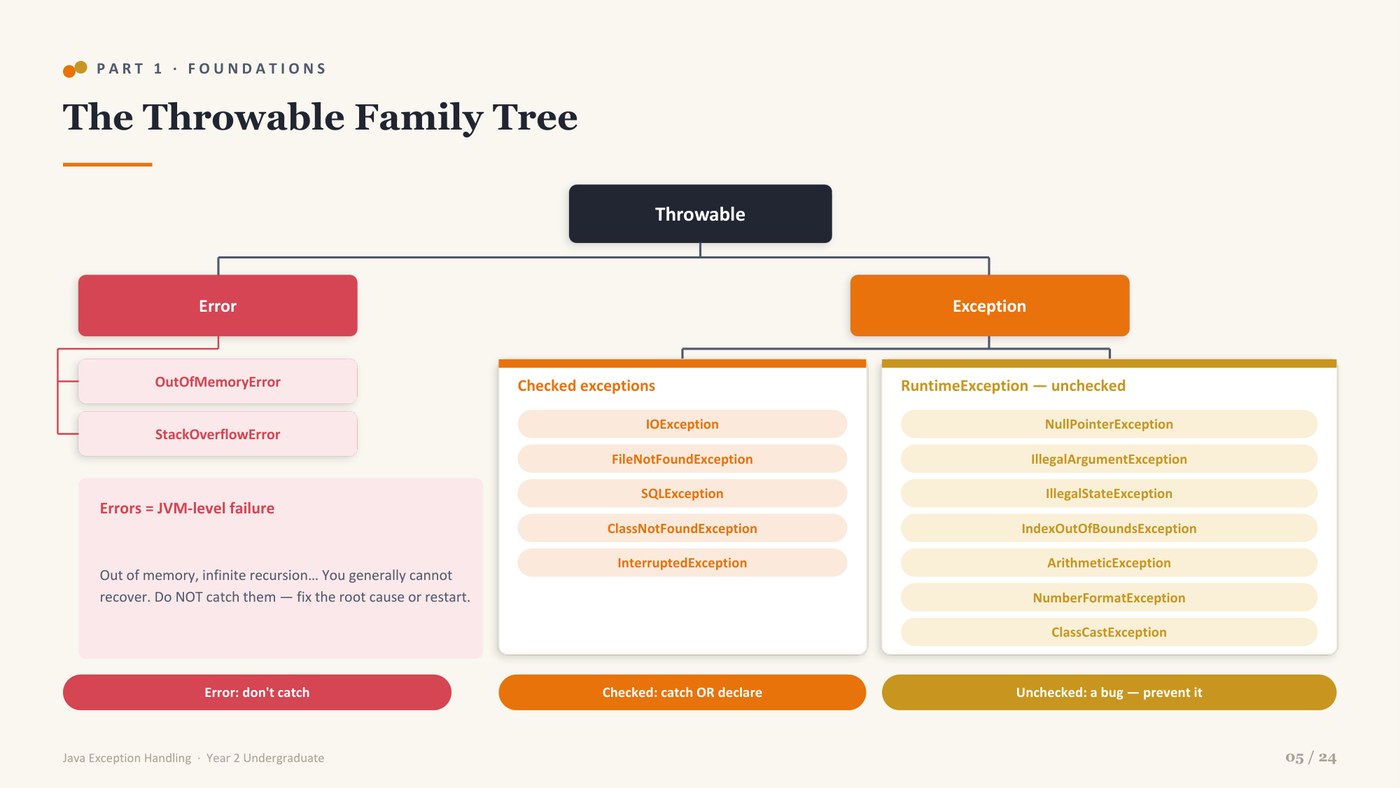 PART 1 · FOUNDATIONS
The Throwable Family Tree
Throwable
Error
Exception
OutOfMemoryError
StackOverflowError
Errors = JVM-level failure
Out of memory, infinite recursion… You generally cannot
recover. Do NOT catch them — fix the root cause or restart.
Checked exceptions
IOException
FileNotFoundException
SQLException
ClassNotFoundException
InterruptedException
RuntimeException — unchecked
NullPointerException
IllegalArgumentException
IllegalStateException
IndexOutOfBoundsException
ArithmeticException
NumberFormatException
ClassCastException
Error: don't catch
Checked: catch OR declare
Unchecked: a bug — prevent it
Java Exception Handling · Year 2 Undergraduate
05 / 24